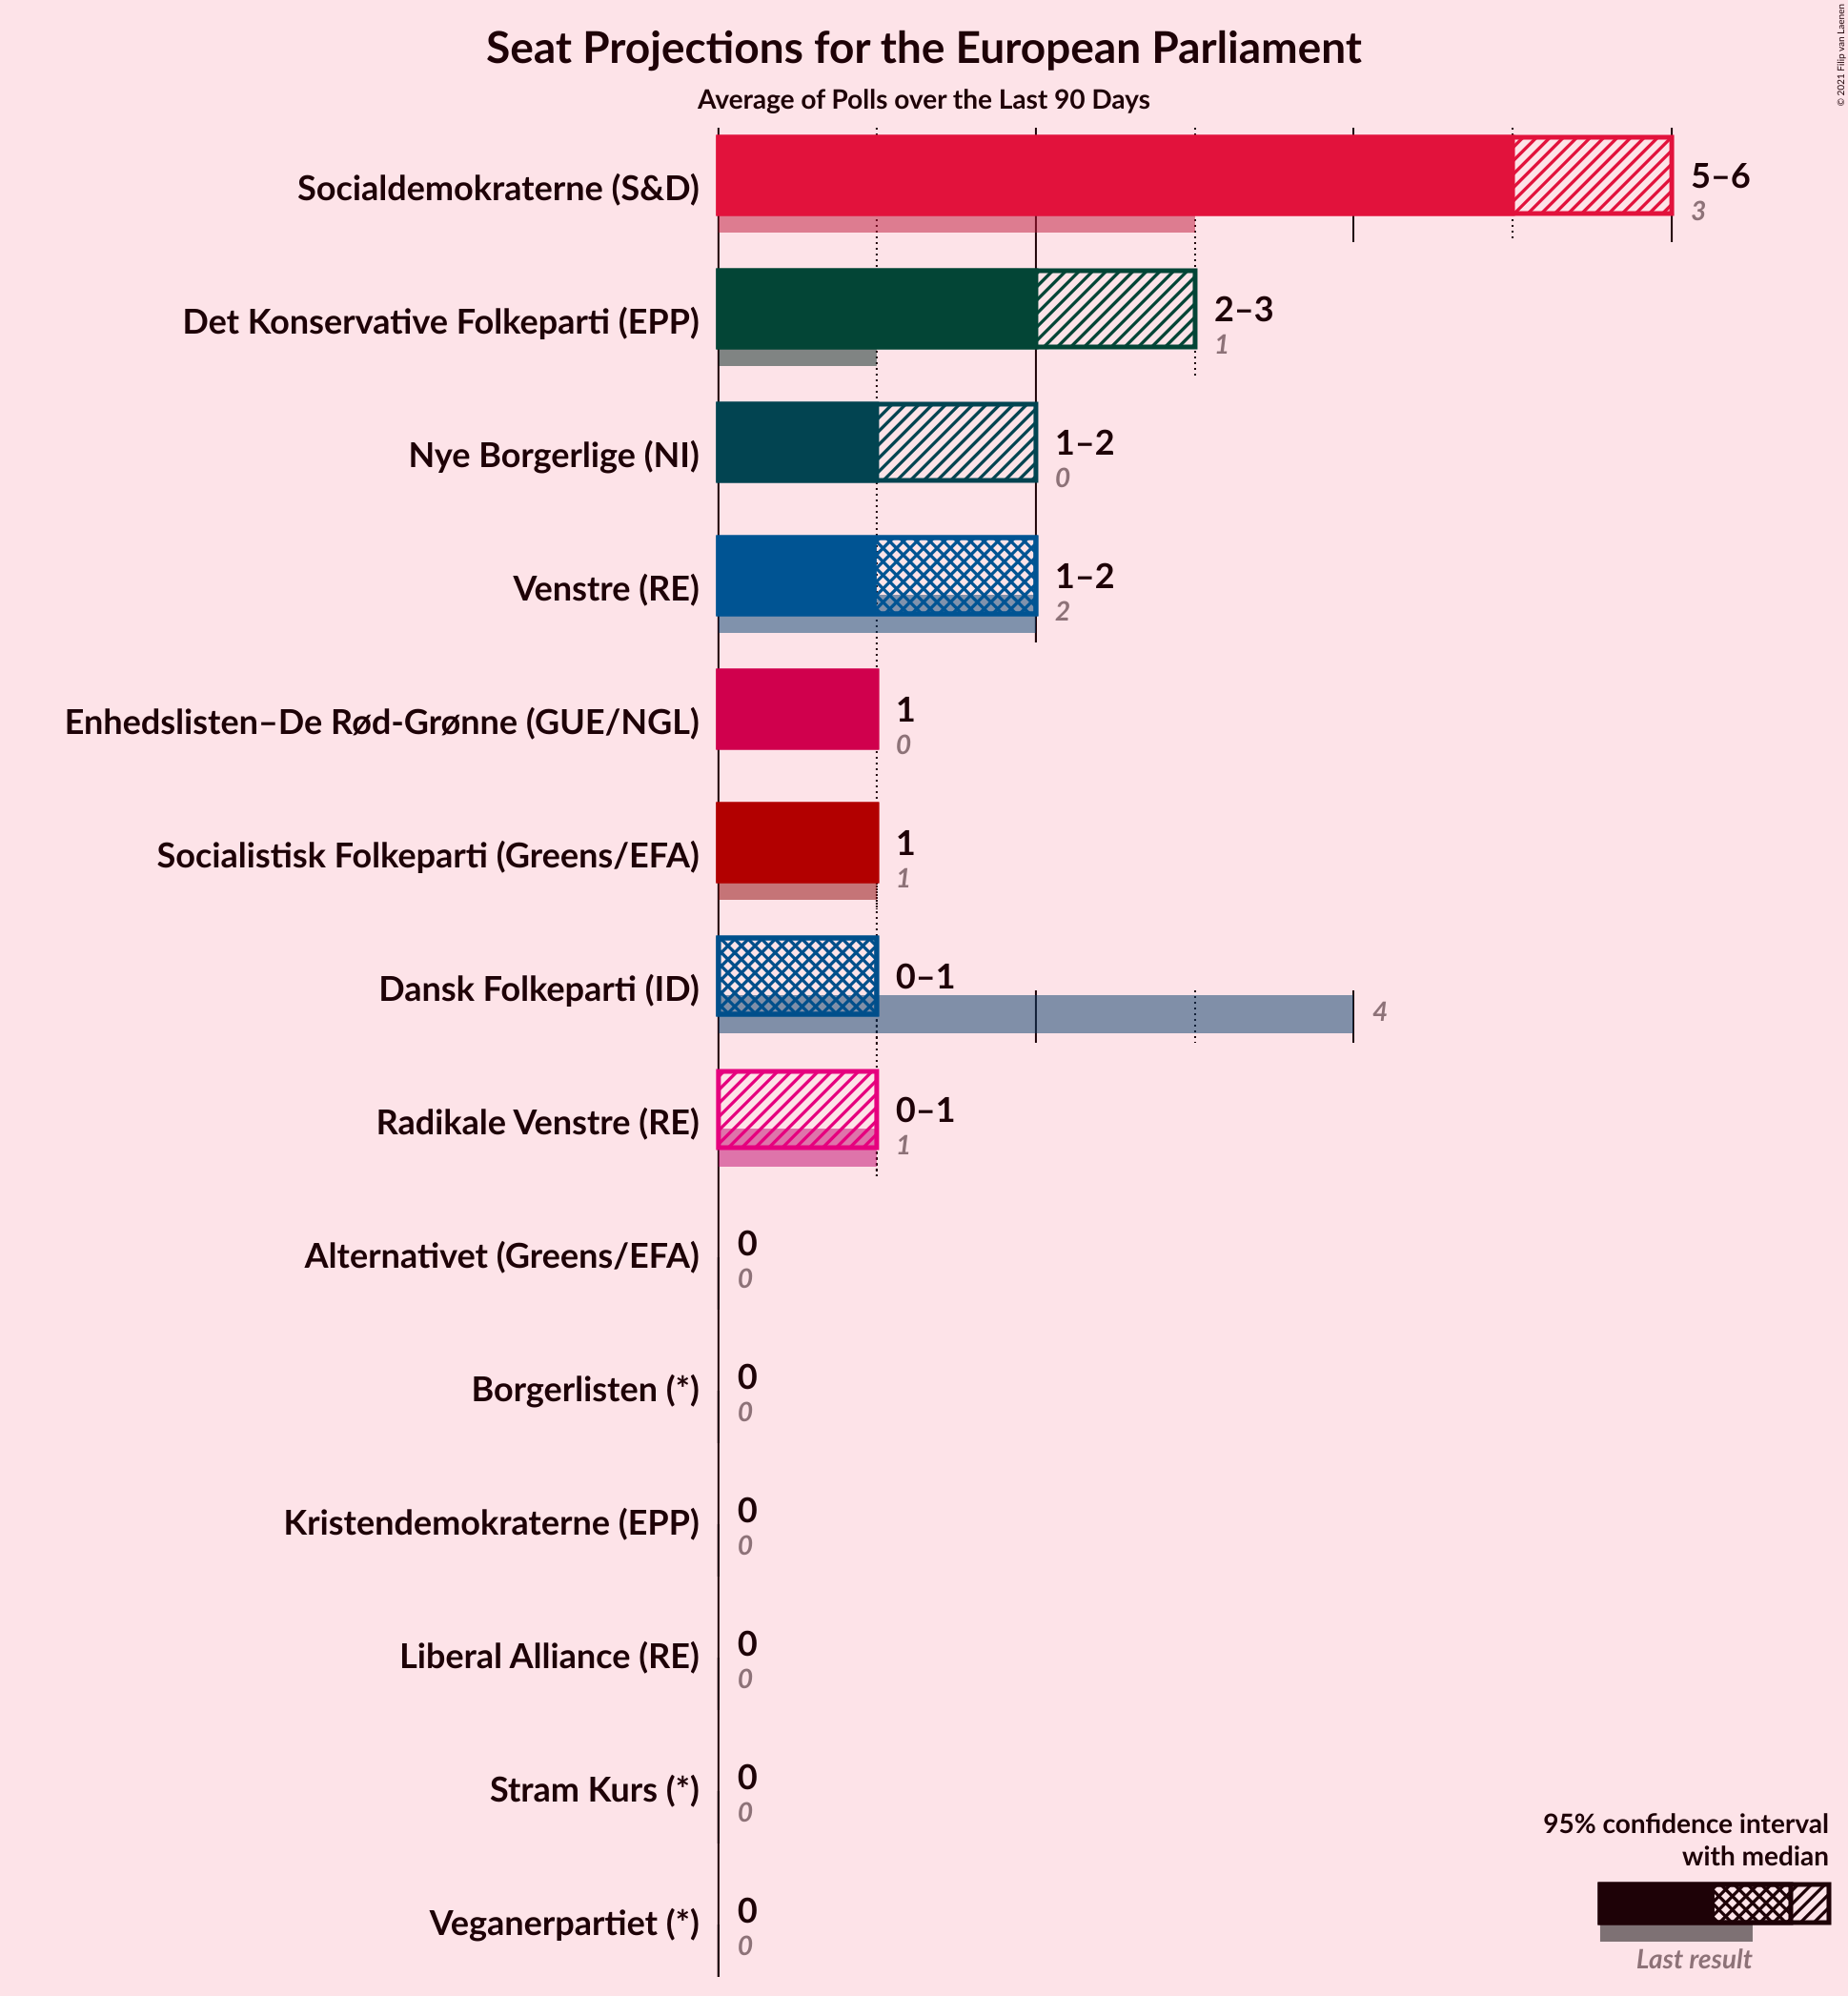 Seat Projections for the European Parliament
Average of Polls over the Last 90 Days
© 2021 Filip van Laenen
Socialdemokraterne (S&D)
5–6
3
Det Konservative Folkeparti (EPP)
2–3
1
Nye Borgerlige (NI)
1–2
0
Venstre (RE)
1–2
2
Enhedslisten–De Rød-Grønne (GUE/NGL)
1
0
Socialistisk Folkeparti (Greens/EFA)
1
1
Dansk Folkeparti (ID)
0–1
4
Radikale Venstre (RE)
0–1
1
Alternativet (Greens/EFA)
0
0
Borgerlisten (*)
0
0
Kristendemokraterne (EPP)
0
0
Liberal Alliance (RE)
0
0
Stram Kurs (*)
0
0
Veganerpartiet (*)
0
0
95% confidence interval
with median
Last result